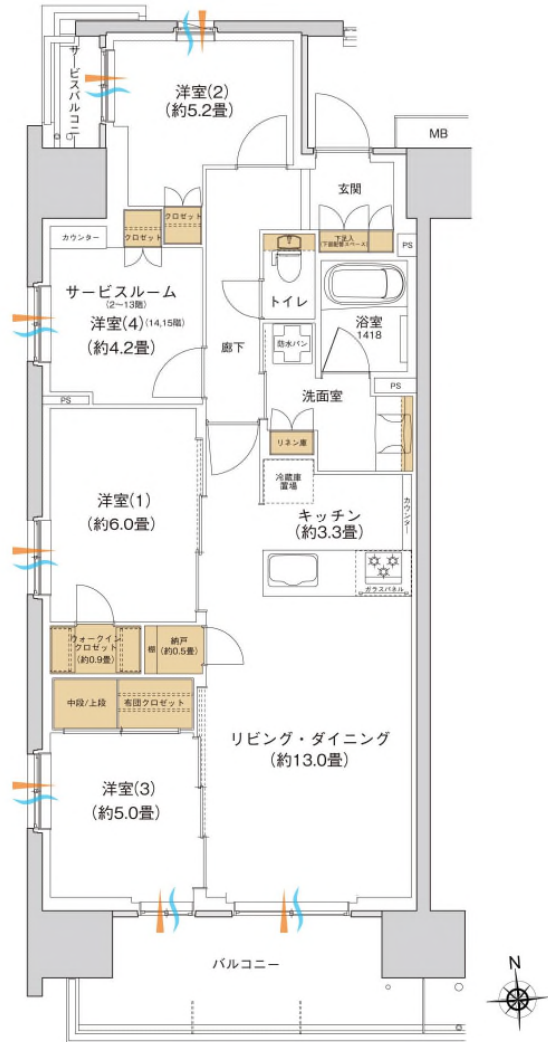 サービスバルコニー
洋室(2)
(約5.2畳)
MB
玄関
クロゼット
クロゼット
カウンター
下足入
(下部配管スペース)
PS
サービスルーム
(2〜13階)
洋室(4)(14,15階)
(約4.2畳)
トイレ
浴室
1418
廊下
防水パン
洗面室
PS
PS
リネン庫
冷蔵庫
置場
洋室(1)
(約6.0畳)
キッチン
(約3.3畳)
カウンター
ガラスパネル
ウォークイン
クロゼット
(約0.9畳)
棚
納戸
(約0.5畳)
中段/上段
布団クロゼット
リビング・ダイニング
(約13.0畳)
洋室(3)
(約5.0畳)
バルコニー
N